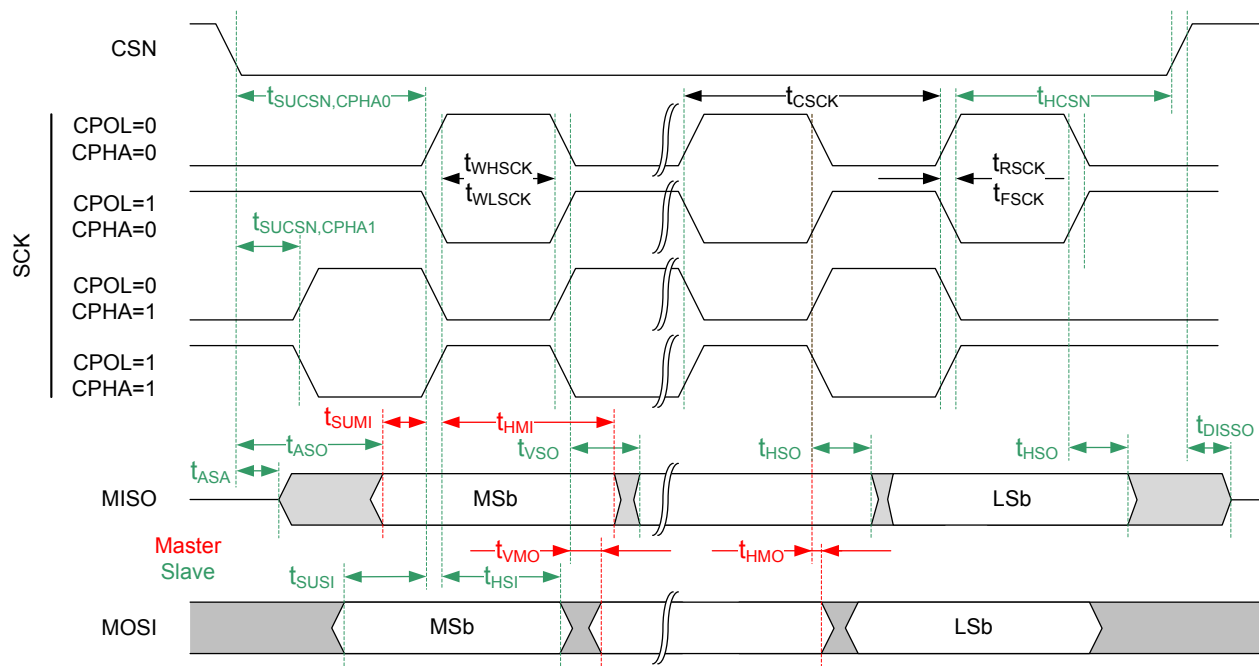 CSN
tSUCSN,CPHA0
tCSCK
tHCSN
SCK
CPOL=0
CPHA=0
tWHSCK
tWLSCK
tRSCK
tFSCK
CPOL=1
CPHA=0
tSUCSN,CPHA1
CPOL=0
CPHA=1
CPOL=1
CPHA=1
tSUMI
tHMI
tASO
tVSO
tHSO
tHSO
tDISSO
tASA
MISO
MSb
LSb
Master
Slave
tVMO
tHMO
tSUSI
tHSI
MOSI
MSb
LSb